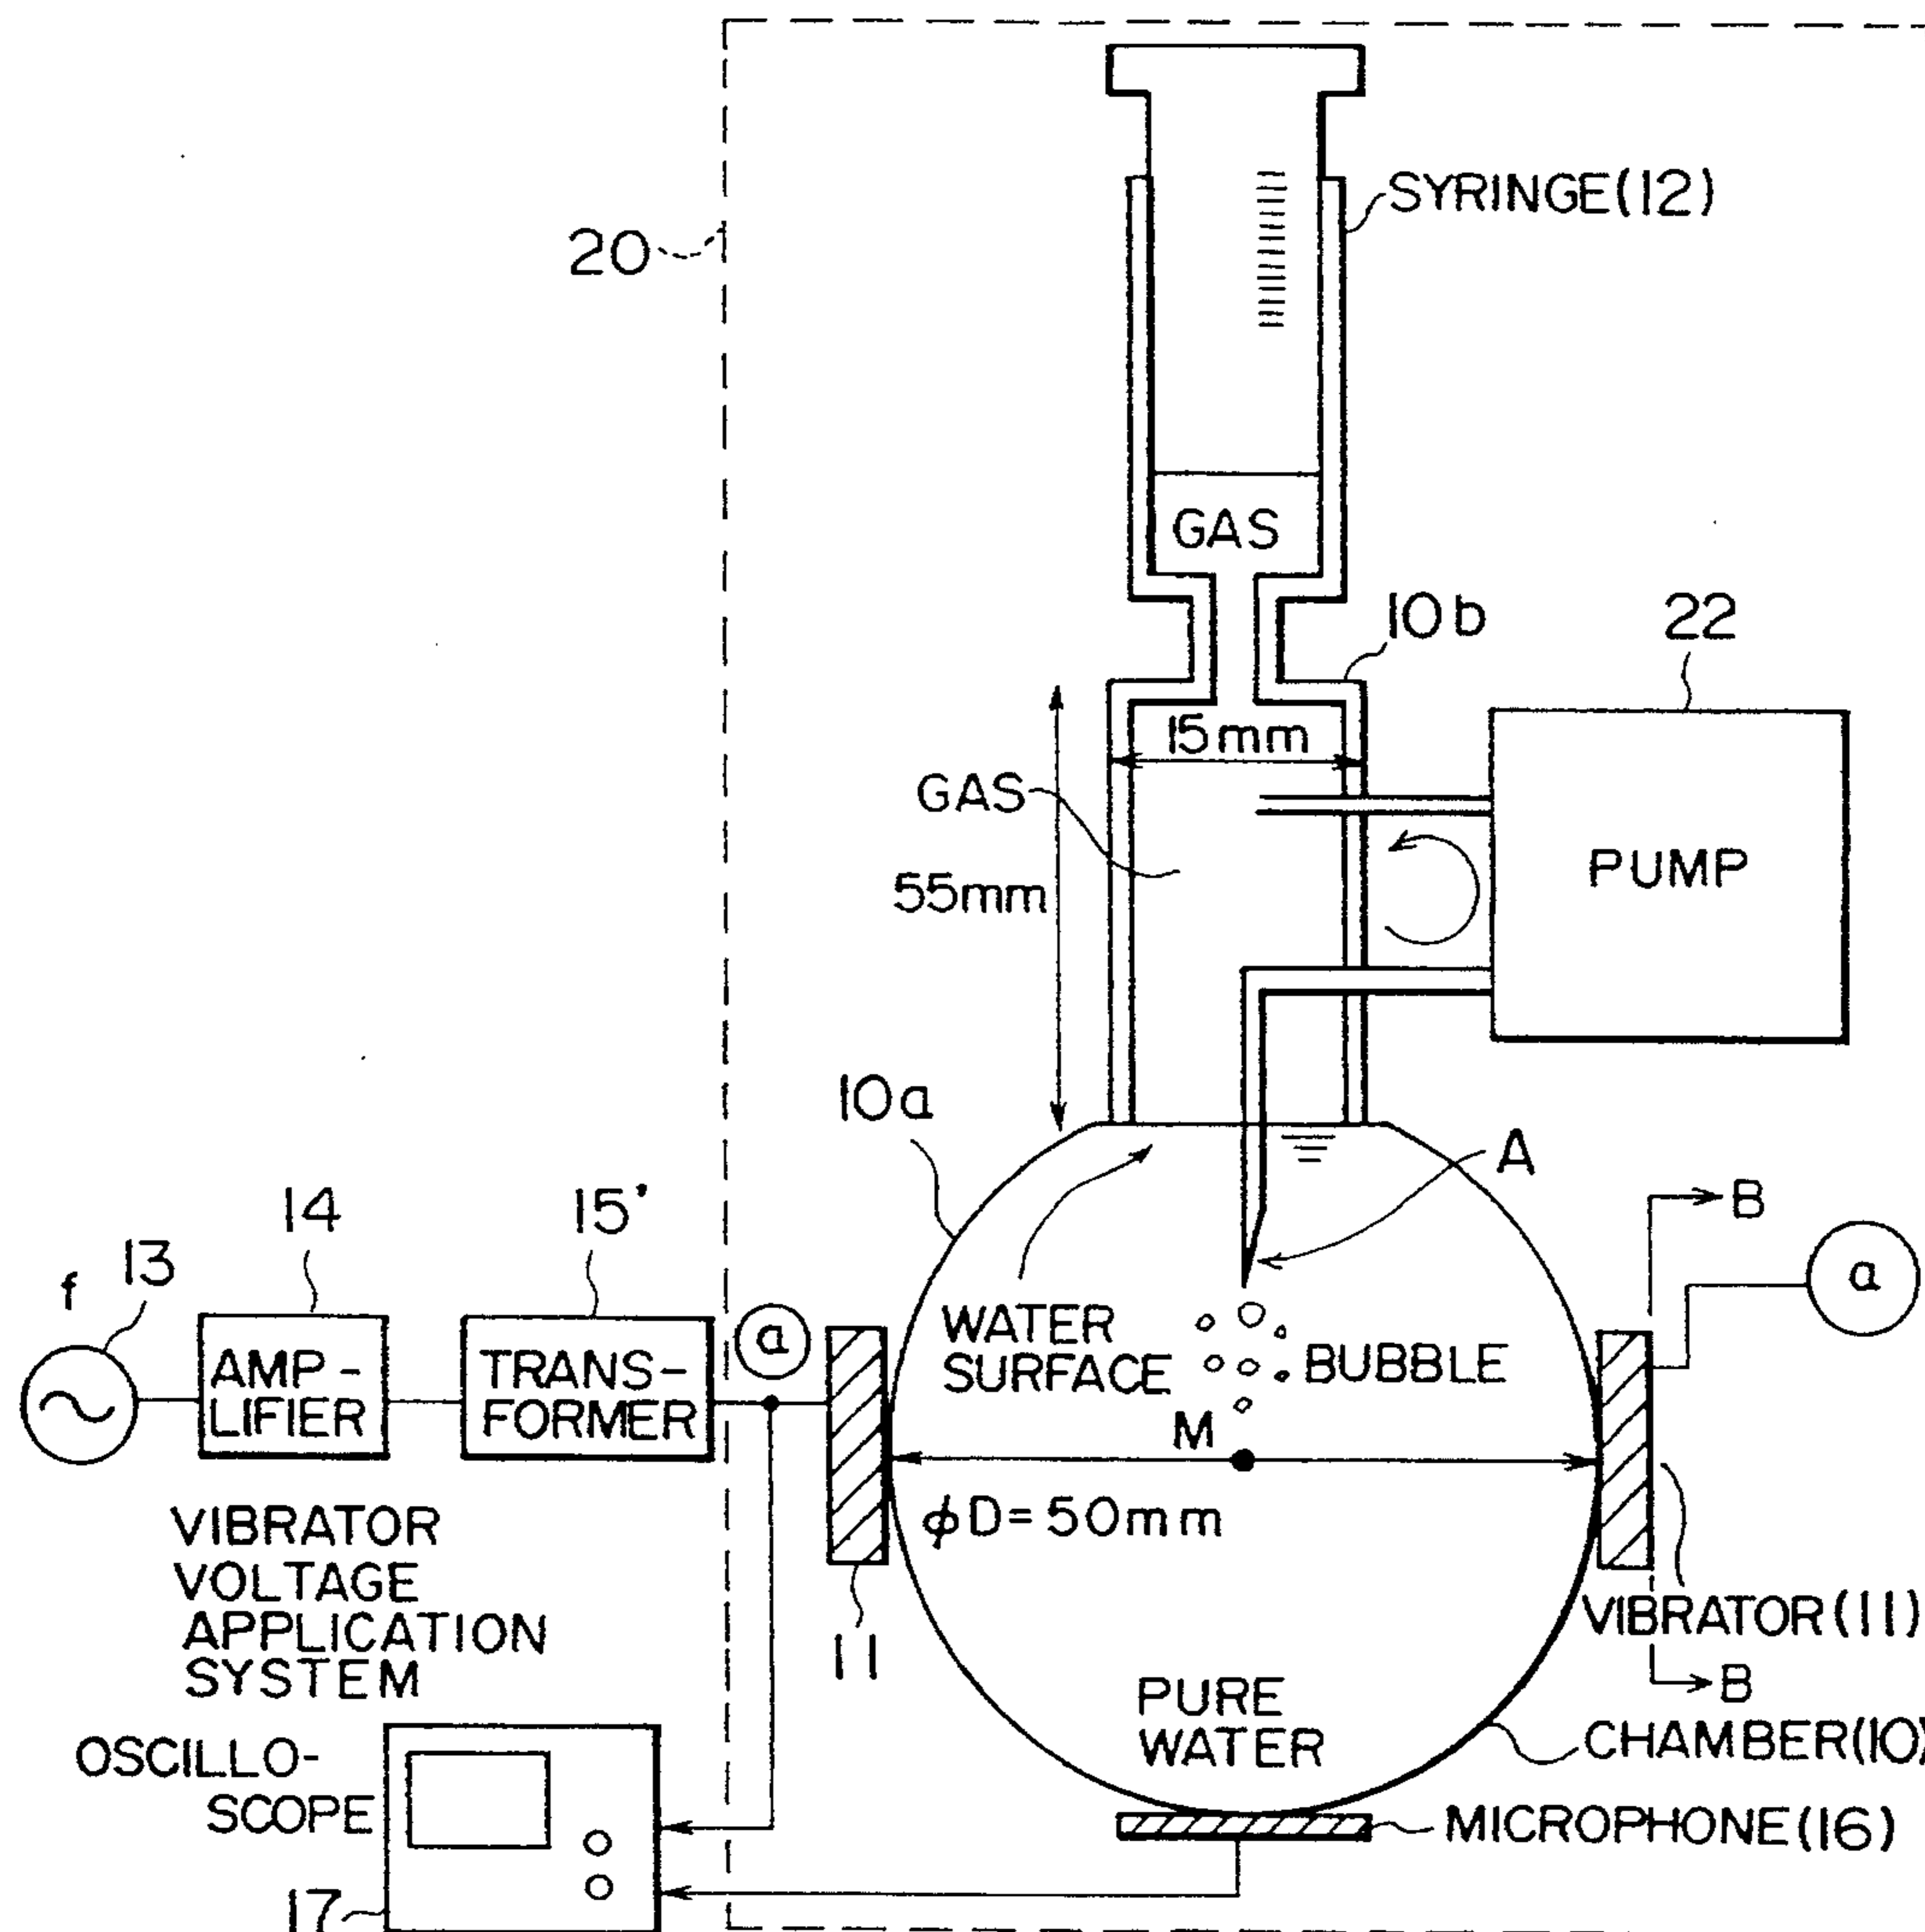 SYRINGE(12)
20
GAS
10b
22
15mm
GAS
PUMP
55mm
10a
A
B
14
15'
f
13
a
a
AMP-
LIFIER
TRANS-
FORMER
WATER
SURFACE
BUBBLE
M
φD=50mm
VIBRATOR
VOLTAGE
APPLICATION
SYSTEM
11
VIBRATOR(11)
B
PURE
WATER
CHAMBER(10)
OSCILLO-
SCOPE
MICROPHONE(16)
17